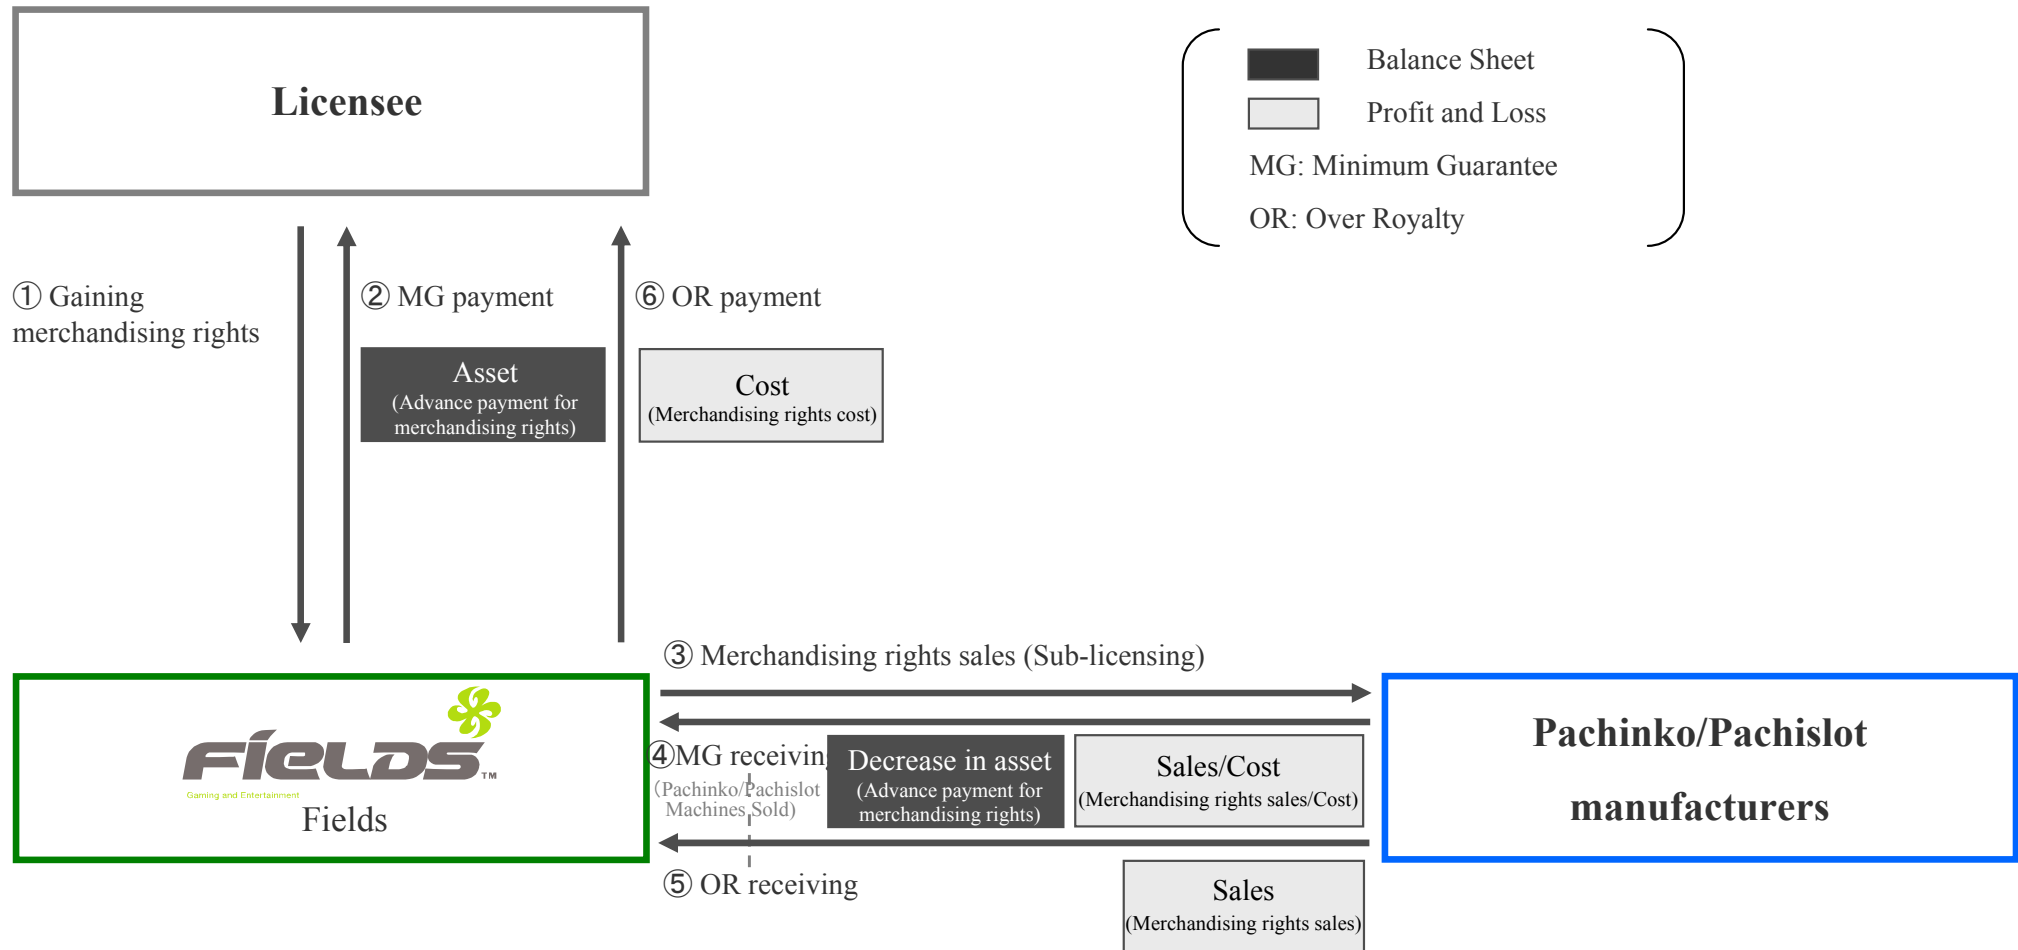 Licensee
Balance Sheet
Profit and Loss
MG: Minimum Guarantee
OR: Over Royalty
① Gaining
merchandising rights
② MG payment
Asset
(Advance payment for
merchandising rights)
⑥ OR payment
Cost
(Merchandising rights cost)
③ Merchandising rights sales (Sub-licensing)
FIELDS™
Gaming and Entertainment
Fields
④MG receiving
(Pachinko/Pachislot
Machines Sold)
Decrease in asset
(Advance payment for
merchandising rights)
Sales/Cost
(Merchandising rights sales/Cost)
⑤ OR receiving
Sales
(Merchandising rights sales)
Pachinko/Pachislot
manufacturers